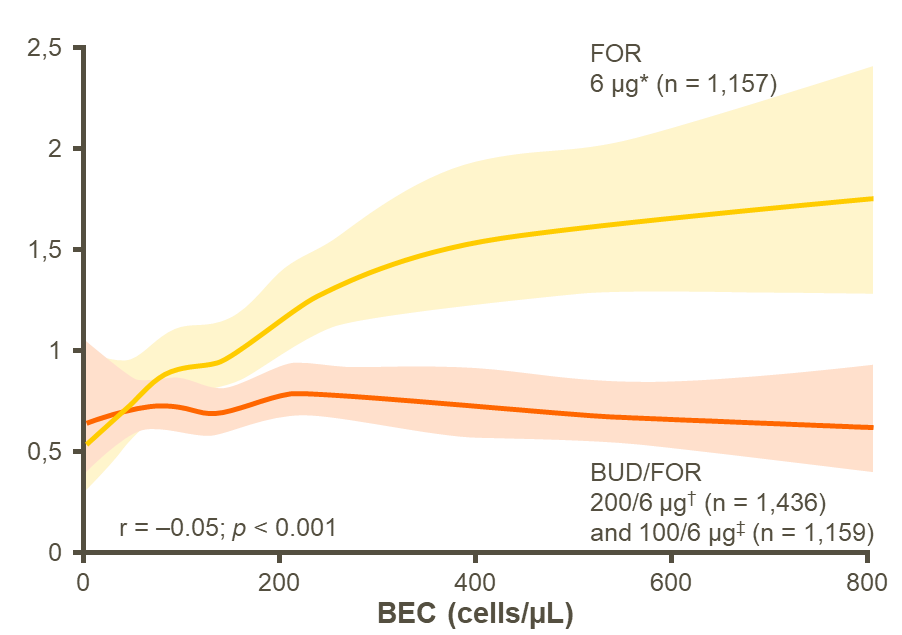 2,5
2
1,5
1
0,5
0
FOR
6 µg* (n = 1,157)
BUD/FOR
200/6 µg† (n = 1,436)
and 100/6 µg‡ (n = 1,159)
r = –0.05; p < 0.001
0 200 400 600 800
BEC (cells/µL)